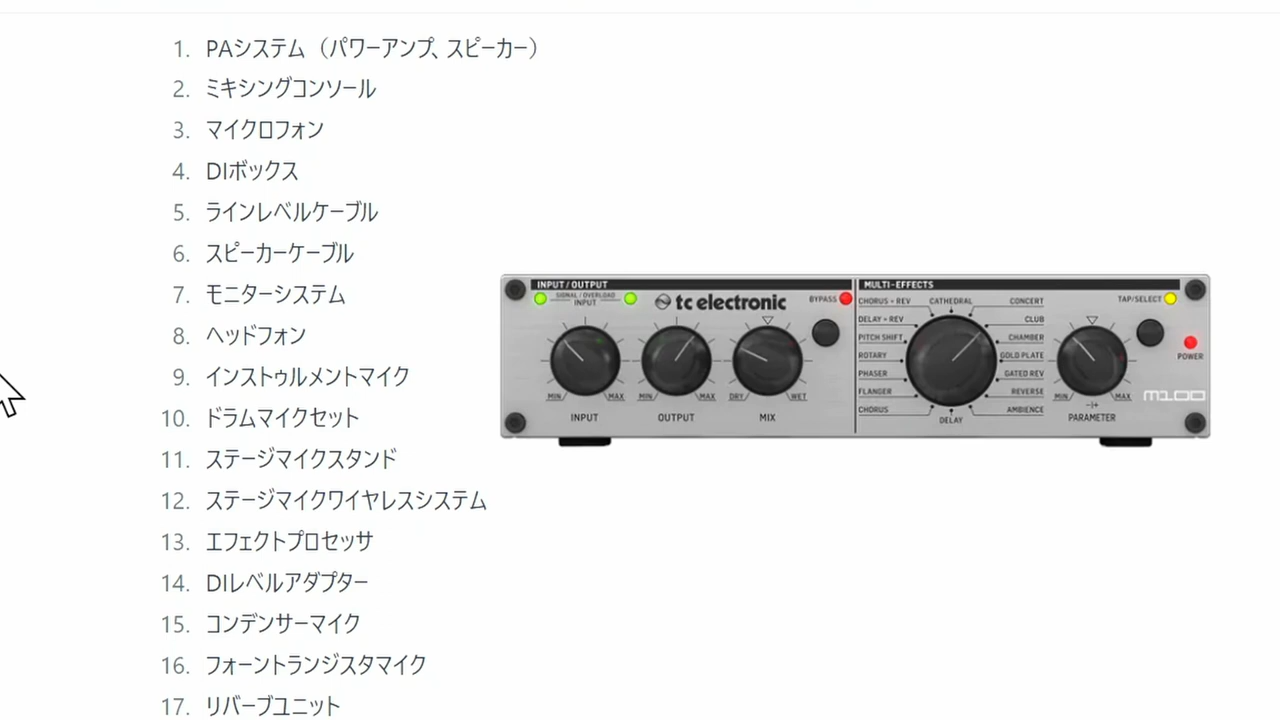 1. PAシステム（パワーアンプ、スピーカー）
2. ミキシングコンソール
3. マイクロフォン
4. DIボックス
5. ラインレベルケーブル
6. スピーカーケーブル
7. モニターシステム
8. ヘッドフォン
9. インストゥルメントマイク
10. ドラムマイクセット
11. ステージマイクスタンド
12. ステージマイクワイヤレスシステム
13. エフェクトプロセッサ
14. DIレベルアダプター
15. コンデンサーマイク
16. フォーントランジスタマイク
17. リバーブユニット
INPUT / OUTPUT
MULTI-EFFECTS
SIGNAL / OVERLOAD
INPUT
tc electronic
BYPASS
CHORUS + REV
CATHEDRAL
CONCERT
TAP/SELECT
DELAY + REV
CLUB
PITCH SHIFT
CHAMBER
ROTARY
GOLD PLATE
POWER
PHASER
GATED REV
FLANGER
REVERSE
CHORUS
AMBIENCE
DELAY
MIN MAX MIN MAX DRY WET
MIN -|+ MAX
M100
INPUT OUTPUT MIX
PARAMETER